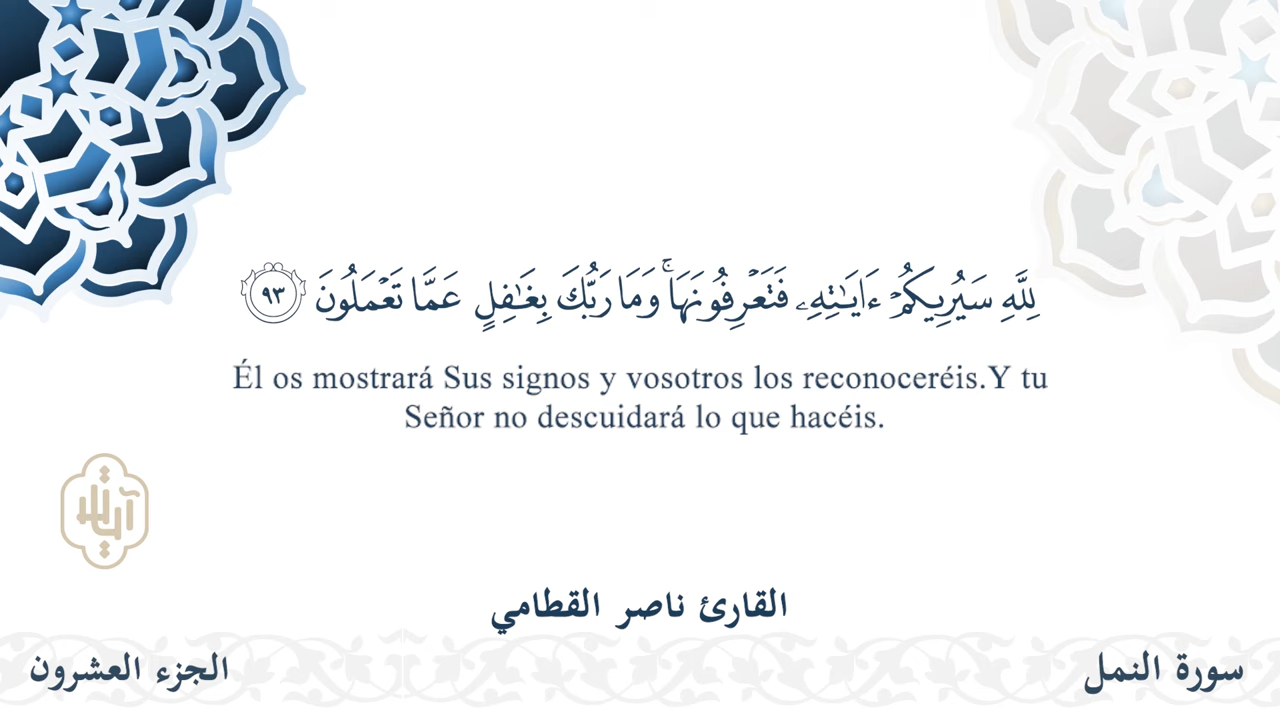 لِلَّهِ سَيُرِيكُمْ ءَايَـٰتِهِۦ فَتَعْرِفُونَهَا ۚ وَمَا رَبُّكَ بِغَـٰفِلٍ عَمَّا تَعْمَلُونَ ٩٣
Él os mostrará Sus signos y vosotros los reconoceréis.Y tu
Señor no descuidará lo que hacéis.
القارئ ناصر القطامي
سورة النمل
الجزء العشرون